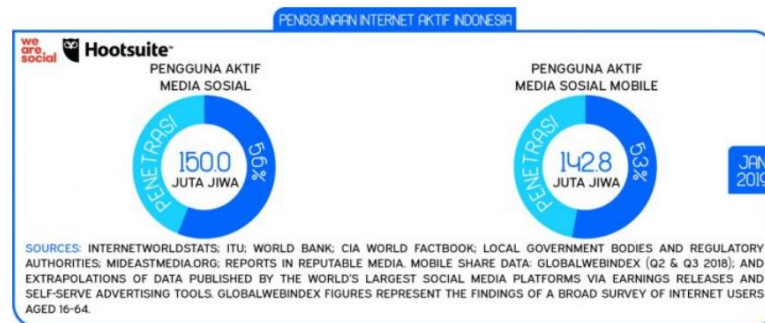 PENGGUNAAN INTERNET AKTIF INDONESIA
we
are.
social
Hootsuite™
PENGGUNA AKTIF
MEDIA SOSIAL
PENETRASI
56%
150.0
JUTA JIWA
PENGGUNA AKTIF
MEDIA SOSIAL MOBILE
PENETRASI
53%
142.8
JUTA JIWA
JAN
2019
SOURCES: INTERNETWORLDSTATS; ITU; WORLD BANK; CIA WORLD FACTBOOK; LOCAL GOVERNMENT BODIES AND REGULATORY
AUTHORITIES; MIDEASTMEDIA.ORG; REPORTS IN REPUTABLE MEDIA. MOBILE SHARE DATA: GLOBALWEBINDEX (Q2 & Q3 2018); AND
EXTRAPOLATIONS OF DATA PUBLISHED BY THE WORLD'S LARGEST SOCIAL MEDIA PLATFORMS VIA EARNINGS RELEASES AND
SELF-SERVE ADVERTISING TOOLS. GLOBALWEBINDEX FIGURES REPRESENT THE FINDINGS OF A BROAD SURVEY OF INTERNET USERS
AGED 16-64.